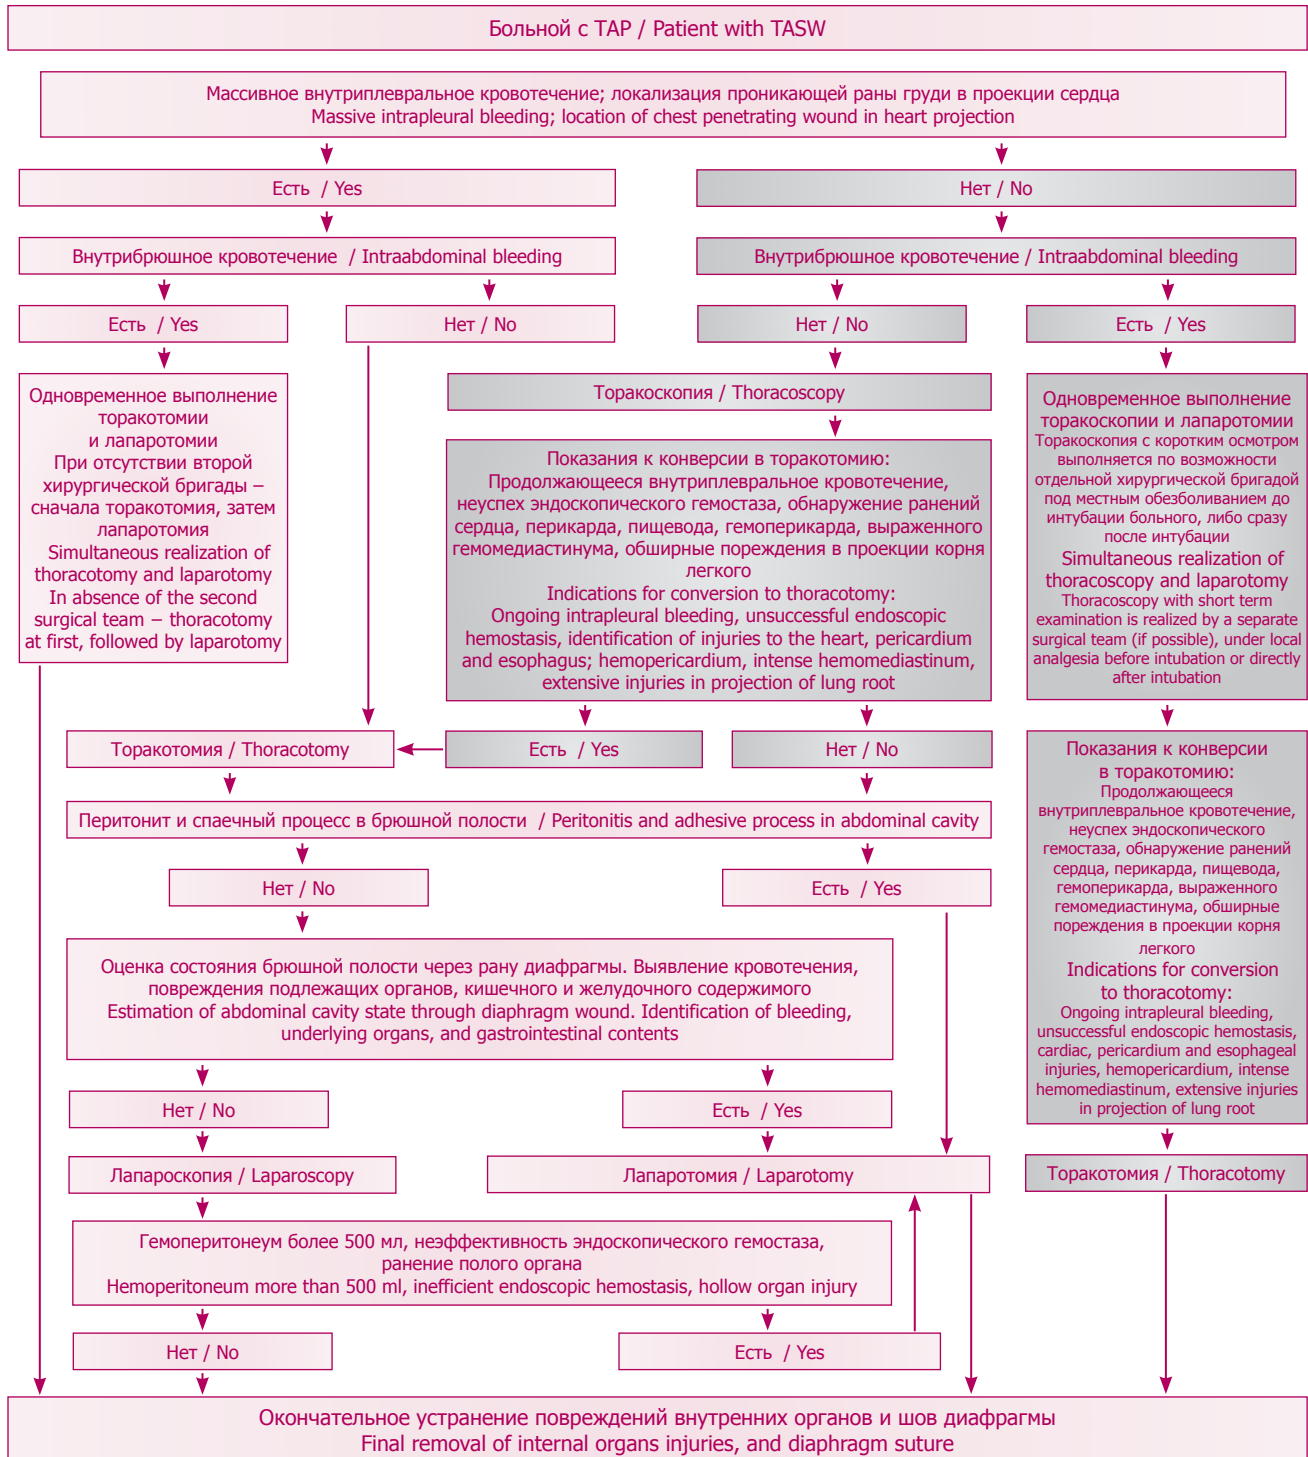 Больной с ТАР / Patient with TASW
Массивное внутриплевральное кровотечение; локализация проникающей раны груди в проекции сердца
Massive intrapleural bleeding; location of chest penetrating wound in heart projection
Есть / Yes
Нет / No
Внутрибрюшное кровотечение / Intraabdominal bleeding
Внутрибрюшное кровотечение / Intraabdominal bleeding
Есть / Yes
Нет / No
Нет / No
Есть / Yes
Одновременное выполнение
торакотомии
и лапаротомии
При отсутствии второй
хирургической бригады –
сначала торакотомия, затем
лапаротомия
Simultaneous realization of
thoracotomy and laparotomy
In absence of the second
surgical team – thoracotomy
at first, followed by laparotomy
Торакоскопия / Thoracoscopy
Показания к конверсии в торакотомию:
Продолжающееся внутриплевральное кровотечение,
неуспех эндоскопического гемостаза, обнаружение ранений
сердца, перикарда, пищевода, гемоперикарда, выраженного
гемомедиастинума, обширные пореждения в проекции корня
легкого
Indications for conversion to thoracotomy:
Ongoing intrapleural bleeding, unsuccessful endoscopic
hemostasis, identification of injuries to the heart, pericardium
and esophagus; hemopericardium, intense hemomediastinum,
extensive injuries in projection of lung root
Одновременное выполнение
торакоскопии и лапаротомии
Торакоскопия с коротким осмотром
выполняется по возможности
отдельной хирургической бригадой
под местным обезболиванием до
интубации больного, либо сразу
после интубации
Simultaneous realization of
thoracoscopy and laparotomy
Thoracoscopy with short term
examination is realized by a separate
surgical team (if possible), under local
analgesia before intubation or directly
after intubation
Торакотомия / Thoracotomy
Есть / Yes
Нет / No
Показания к конверсии
в торакотомию:
Продолжающееся
внутриплевральное кровотечение,
неуспех эндоскопического
гемостаза, обнаружение ранений
сердца, перикарда, пищевода,
гемоперикарда, выраженного
гемомедиастинума, обширные
пореждения в проекции корня
легкого
Indications for conversion
to thoracotomy:
Ongoing intrapleural bleeding,
unsuccessful endoscopic hemostasis,
cardiac, pericardium and esophageal
injuries, hemopericardium, intense
hemomediastinum, extensive injuries
in projection of lung root
Перитонит и спаечный процесс в брюшной полости / Peritonitis and adhesive process in abdominal cavity
Нет / No
Есть / Yes
Оценка состояния брюшной полости через рану диафрагмы. Выявление кровотечения,
повреждения подлежащих органов, кишечного и желудочного содержимого
Estimation of abdominal cavity state through diaphragm wound. Identification of bleeding,
underlying organs, and gastrointestinal contents
Нет / No
Есть / Yes
Лапароскопия / Laparoscopy
Лапаротомия / Laparotomy
Торакотомия / Thoracotomy
Гемоперитонеум более 500 мл, неэффективность эндоскопического гемостаза,
ранение полого органа
Hemoperitoneum more than 500 ml, inefficient endoscopic hemostasis, hollow organ injury
Нет / No
Есть / Yes
Окончательное устранение повреждений внутренних органов и шов диафрагмы
Final removal of internal organs injuries, and diaphragm suture